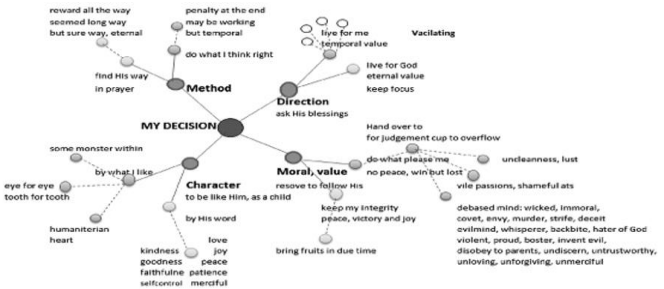 reward all the way
seemed long way
but sure way, eternal
penalty at the end
may be working
but temporal
do what I think right
find His way
in prayer
Method
live for me
temporal value
Vacilating
live for God
eternal value
keep focus
Direction
ask His blessings
MY DECISION
Hand over to
for judgement cup to overflow
some monster within
by what I like
eye for eye
tooth for tooth
humaniterian
heart
Character
to be like Him, as a child
by His word
love
kindness joy
goodness peace
faithfulne patience
selfcontrol merciful
Moral, value
resove to follow His
do what please me
no peace, win but lost
uncleanness, lust
vile passions, shameful ats
keep my integrity
peace, victory and joy
bring fruits in due time
debased mind: wicked, immoral,
covet, envy, murder, strife, deceit
evilmind, whisperer, backbite, hater of God
violent, proud, boster, invent evil,
disobey to parents, undiscern, untrustworthy,
unloving, unforgiving, unmerciful